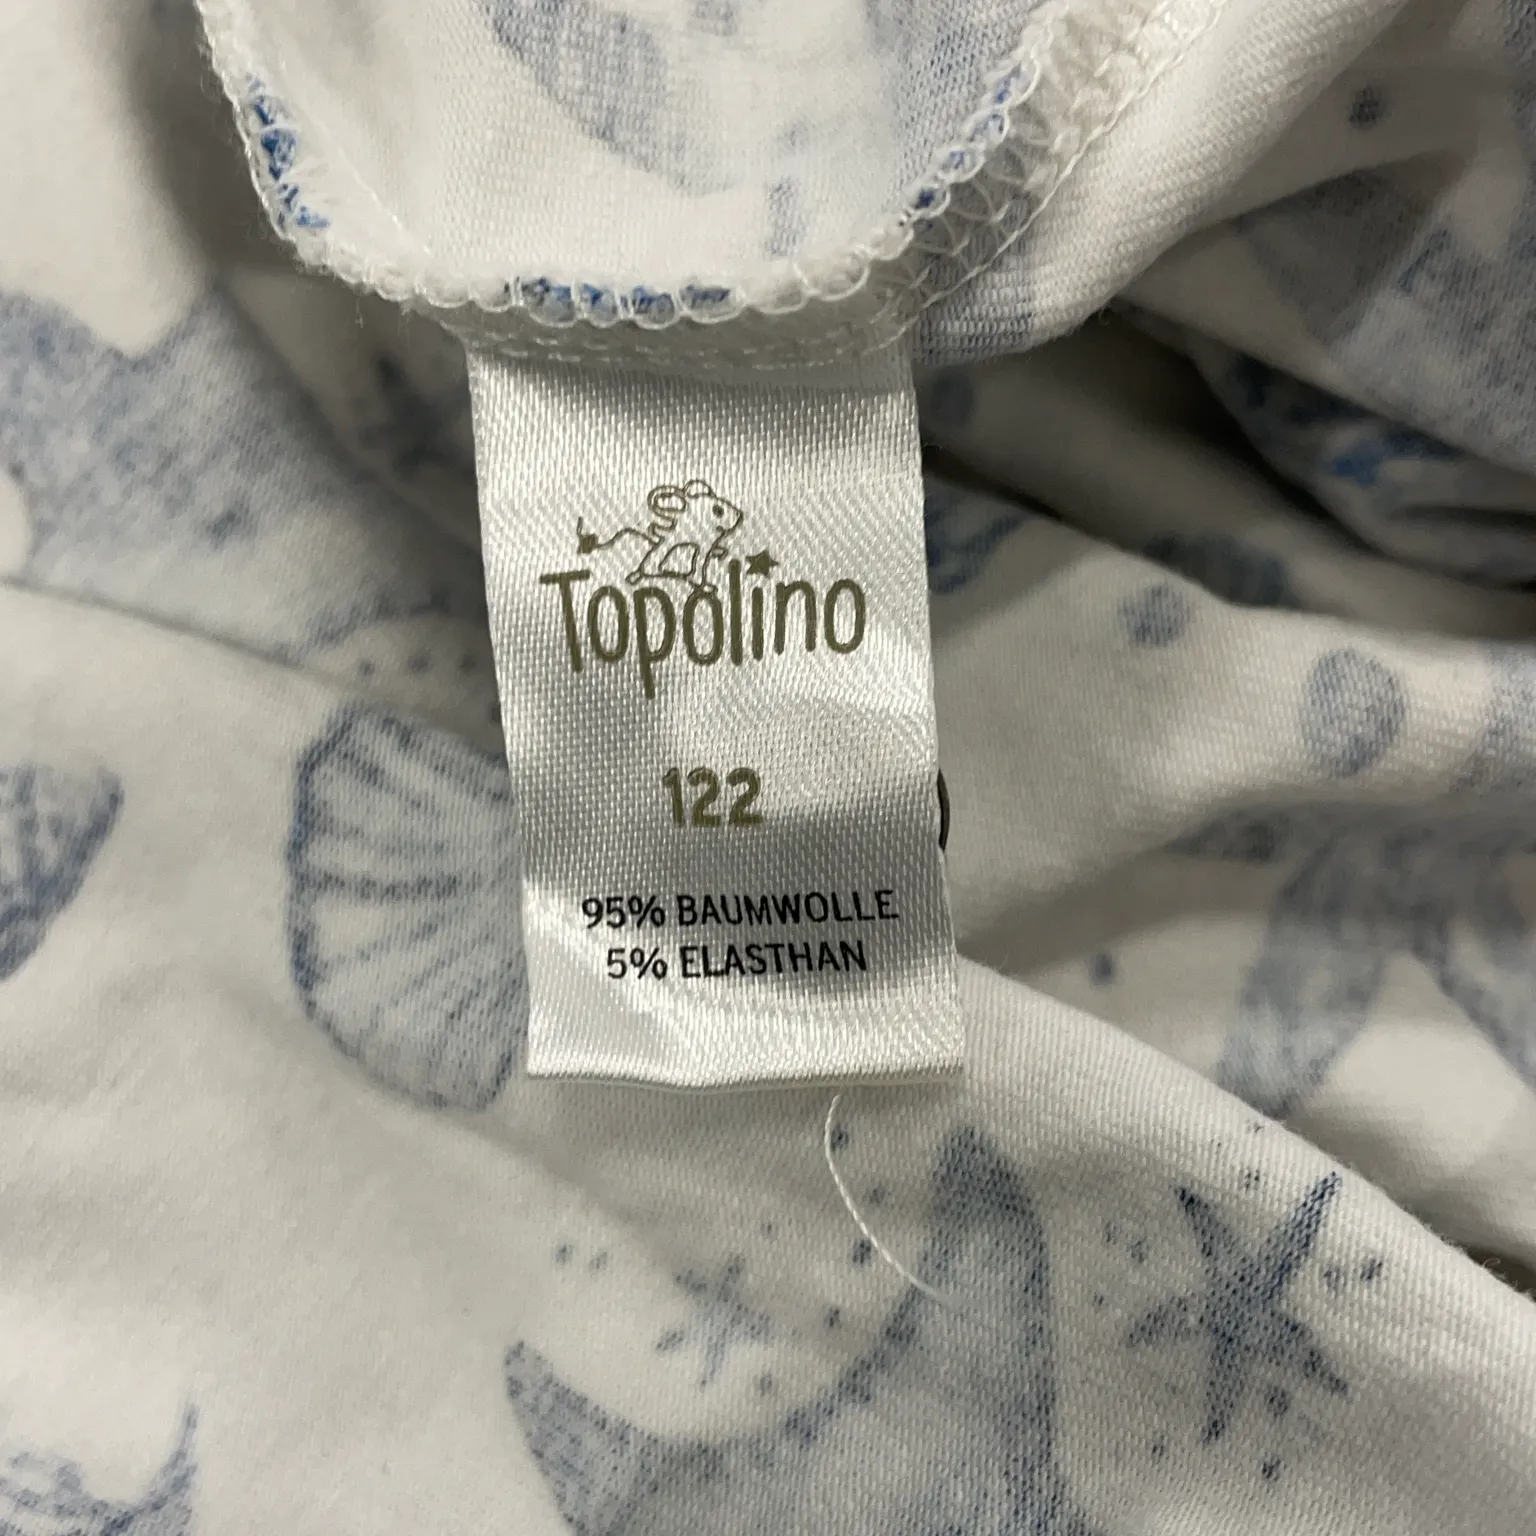 Topolino
122
95% BAUMWOLLE
5% ELASTHAN